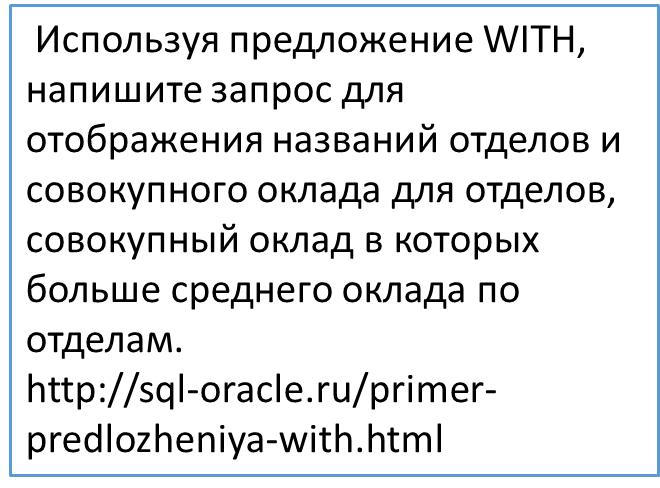 Используя предложение WITH,
напишите запрос для
отображения названий отделов и
совокупного оклада для отделов,
совокупный оклад в которых
больше среднего оклада по
отделам.
http://sql-oracle.ru/primer-
predlozheniya-with.html